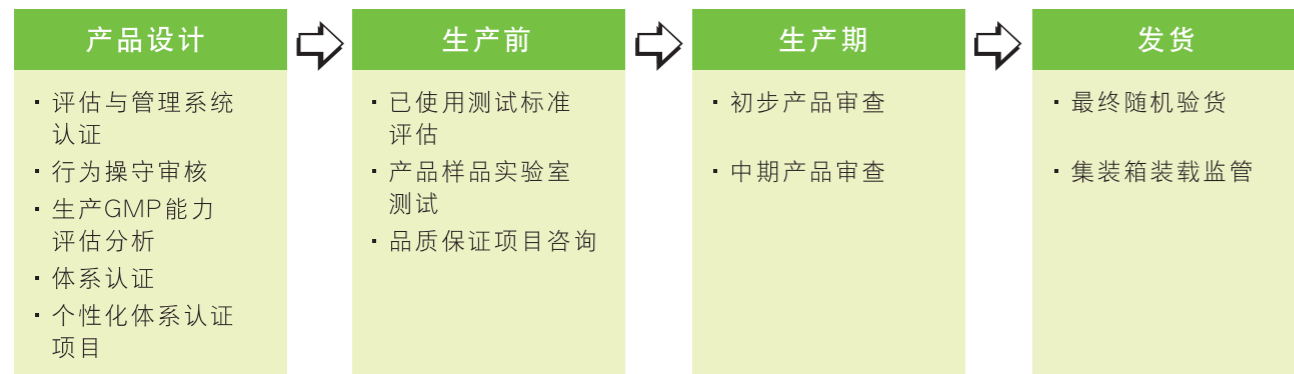 产品设计
· 评估与管理系统
认证
· 行为操守审核
· 生产GMP能力
评估分析
· 体系认证
· 个性化体系认证
项目
生产前
· 已使用测试标准
评估
· 产品样品实验室
测试
· 品质保证项目咨询
生产期
· 初步产品审查
· 中期产品审查
发货
· 最终随机验货
· 集装箱装载监管